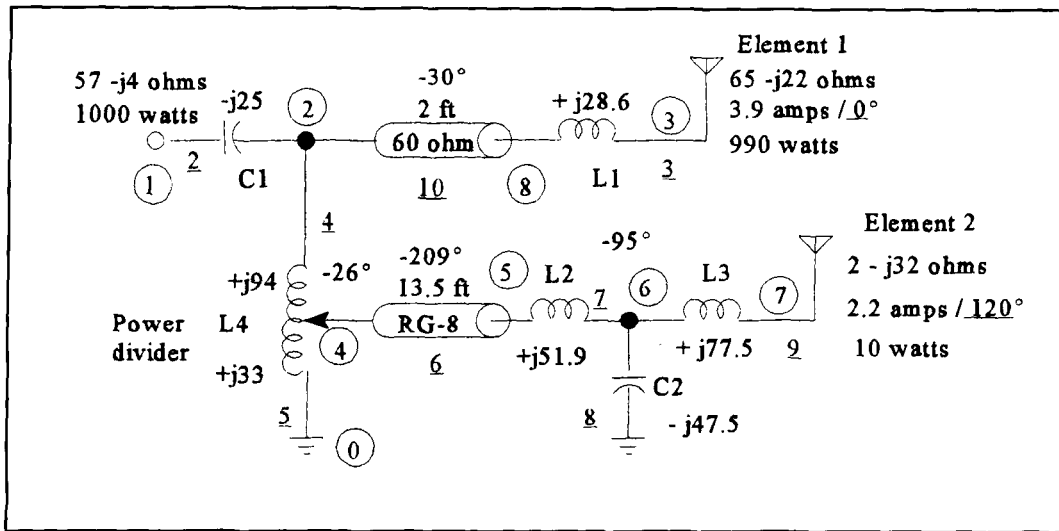 Element 1
57 -j4 ohms
1000 watts
-j25
2
-30°
2 ft
60 ohm
+ j28.6
3
65 -j22 ohms
3.9 amps /0°
990 watts
1
2
C1
10
8
L1
3
4
Element 2
+j94
-26°
-209°
13.5 ft
5
L2
-95°
6
L3
7
2 - j32 ohms
Power
divider
L4
4
RG-8
7
2.2 amps /120°
+j33
6
+j51.9
+ j77.5
9
10 watts
C2
5
8
- j47.5
0